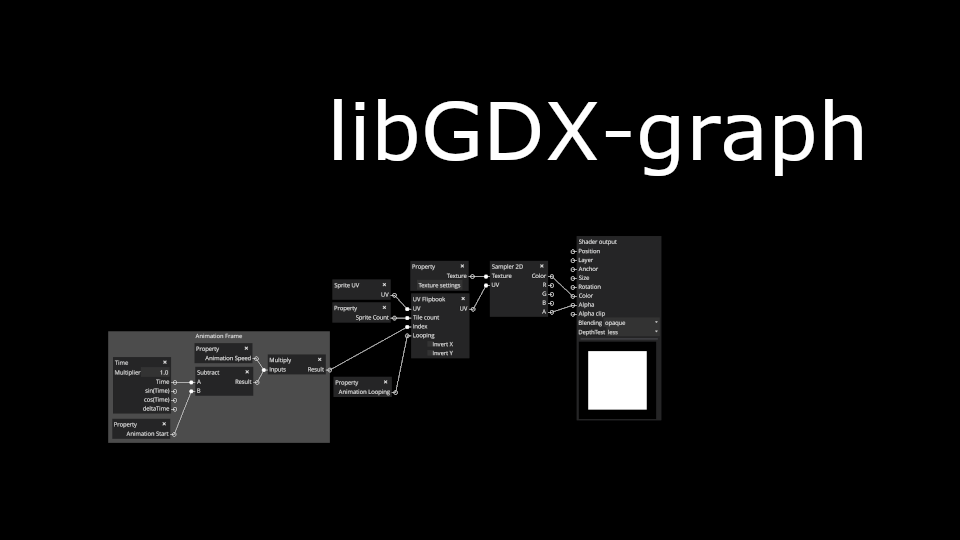 libGDX-graph
Animation Frame
Time
Multiplier 1,0
Time
sin(Time)
cos(Time)
deltaTime
Property
Animation Start
Property
Animation Speed
Subtract
A Result
B
Multiply
Inputs Result
Sprite UV
UV
Property
Sprite Count
Property
Animation Looping
Property
Texture
Texture settings
UV Flipbook
UV UV
Tile count
Index
Looping
Invert X
Invert Y
Sampler 2D
Texture Color
UV R
G
B
A
Shader output
Position
Layer
Anchor
Size
Rotation
Color
Alpha
Alpha clip
Blending opaque
DepthTest less